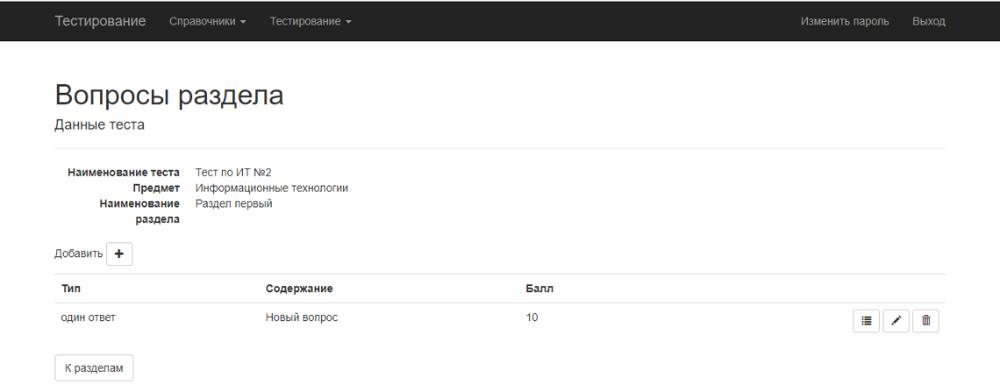 Тестирование Справочники Тестирование Изменить пароль Выход
Вопросы раздела
Данные теста
Наименование теста Тест по ИТ №2
Предмет Информационные технологии
Наименование раздела Раздел первый
Добавить
Тип Содержание Балл
один ответ Новый вопрос 10
К разделам